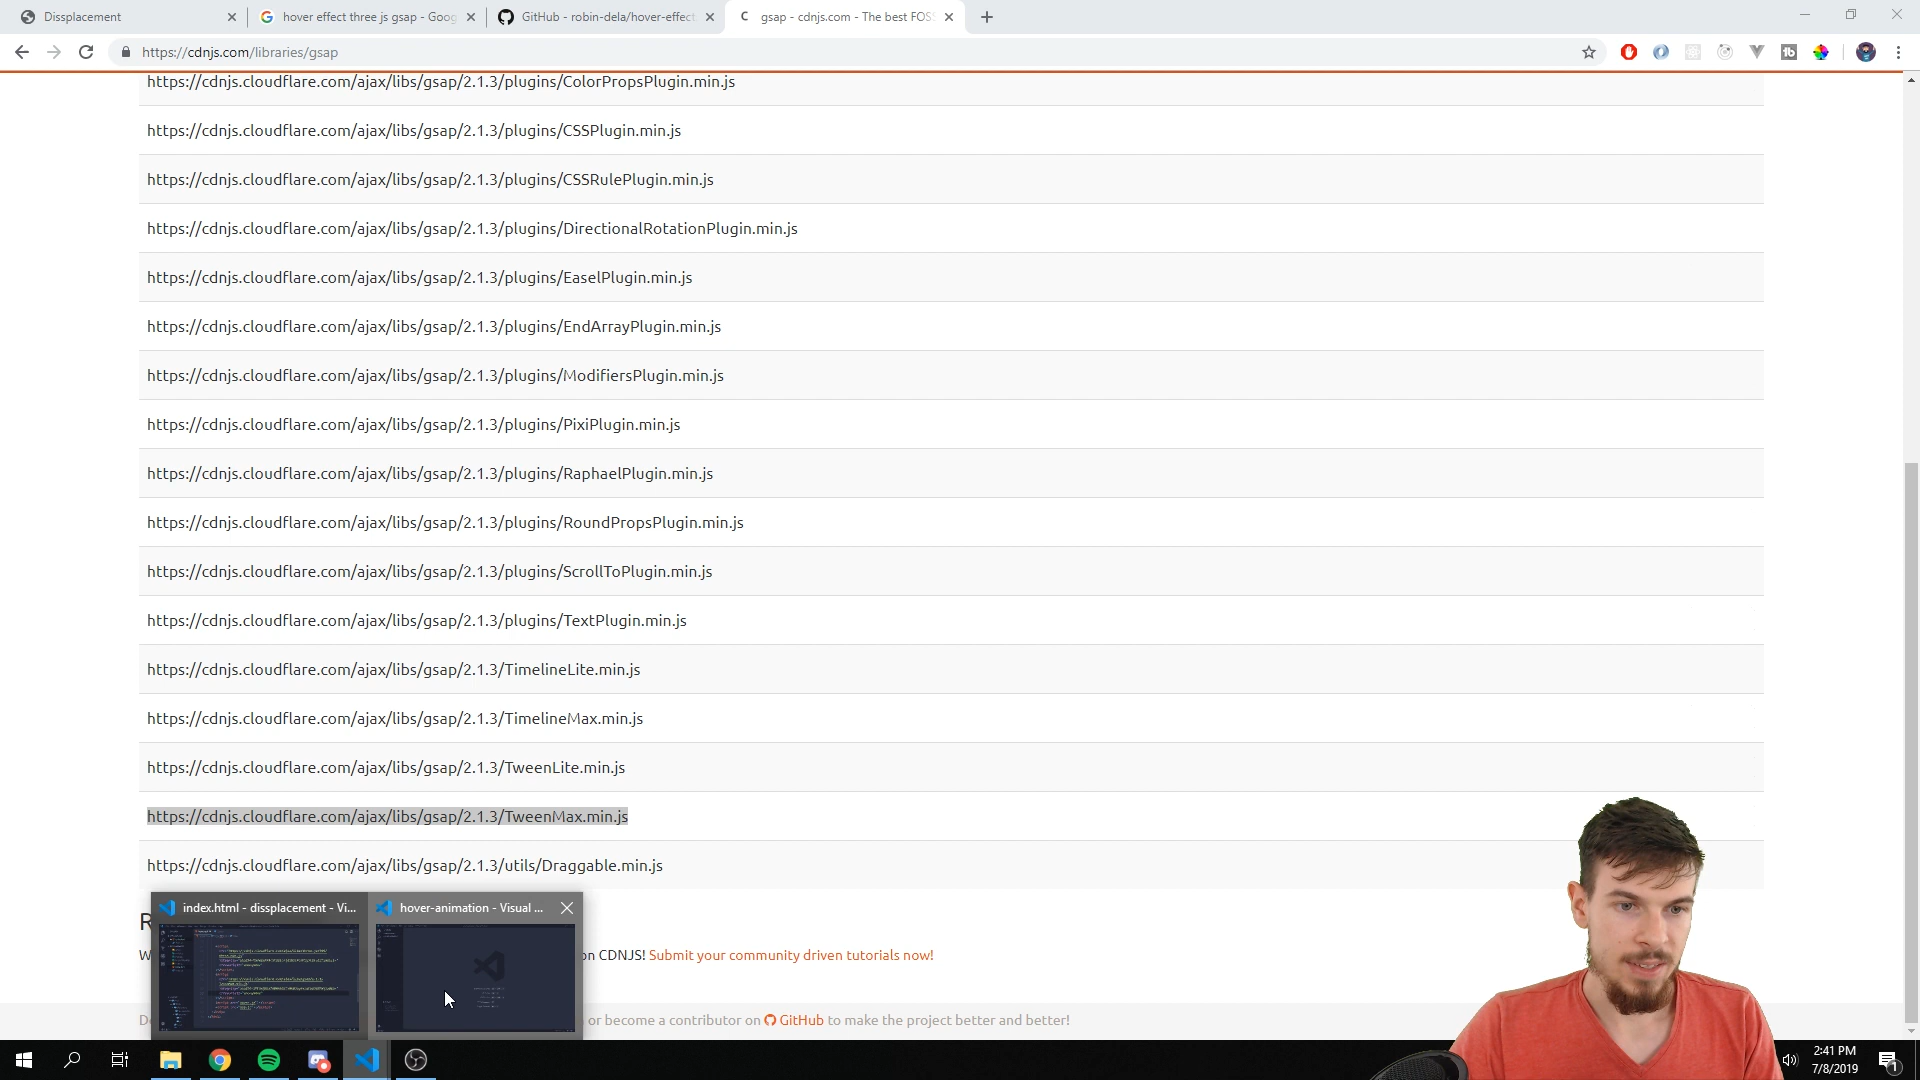 Dissplacement
hover effect three js gsap - Goog
GitHub - robin-dela/hover-effect
gsap - cdnjs.com - The best FOSS
https://cdnjs.com/libraries/gsap
https://cdnjs.cloudflare.com/ajax/libs/gsap/2.1.3/plugins/ColorPropsPlugin.min.js
https://cdnjs.cloudflare.com/ajax/libs/gsap/2.1.3/plugins/CSSPlugin.min.js
https://cdnjs.cloudflare.com/ajax/libs/gsap/2.1.3/plugins/CSSRulePlugin.min.js
https://cdnjs.cloudflare.com/ajax/libs/gsap/2.1.3/plugins/DirectionalRotationPlugin.min.js
https://cdnjs.cloudflare.com/ajax/libs/gsap/2.1.3/plugins/EaselPlugin.min.js
https://cdnjs.cloudflare.com/ajax/libs/gsap/2.1.3/plugins/EndArrayPlugin.min.js
https://cdnjs.cloudflare.com/ajax/libs/gsap/2.1.3/plugins/ModifiersPlugin.min.js
https://cdnjs.cloudflare.com/ajax/libs/gsap/2.1.3/plugins/PixiPlugin.min.js
https://cdnjs.cloudflare.com/ajax/libs/gsap/2.1.3/plugins/RaphaelPlugin.min.js
https://cdnjs.cloudflare.com/ajax/libs/gsap/2.1.3/plugins/RoundPropsPlugin.min.js
https://cdnjs.cloudflare.com/ajax/libs/gsap/2.1.3/plugins/ScrollToPlugin.min.js
https://cdnjs.cloudflare.com/ajax/libs/gsap/2.1.3/plugins/TextPlugin.min.js
https://cdnjs.cloudflare.com/ajax/libs/gsap/2.1.3/TimelineLite.min.js
https://cdnjs.cloudflare.com/ajax/libs/gsap/2.1.3/TimelineMax.min.js
https://cdnjs.cloudflare.com/ajax/libs/gsap/2.1.3/TweenLite.min.js
https://cdnjs.cloudflare.com/ajax/libs/gsap/2.1.3/TweenMax.min.js
https://cdnjs.cloudflare.com/ajax/libs/gsap/2.1.3/utils/Draggable.min.js
index.html - dissplacement - Vi...
hover-animation - Visual ...
on CDNJS! Submit your community driven tutorials now!
or become a contributor on GitHub to make the project better and better!
2:41 PM
7/8/2019
1